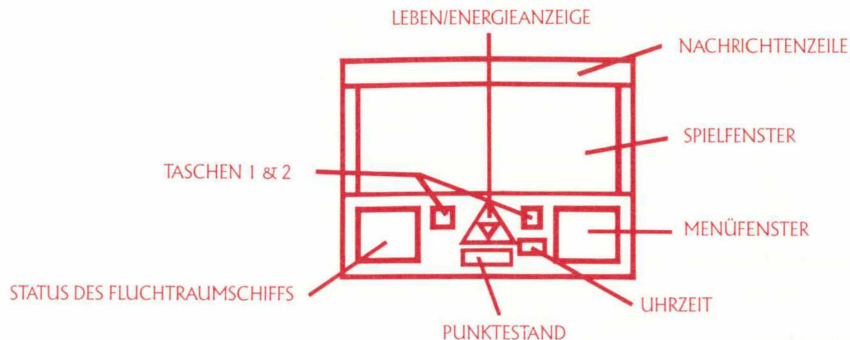 LEBEN/ENERGIEANZEIGE
NACHRICHTENZEILE
SPIELFENSTER
TASCHEN 1 & 2
MENÜFENSTER
STATUS DES FLUCHTRAUMSCHIFFS
UHRZEIT
PUNKTESTAND